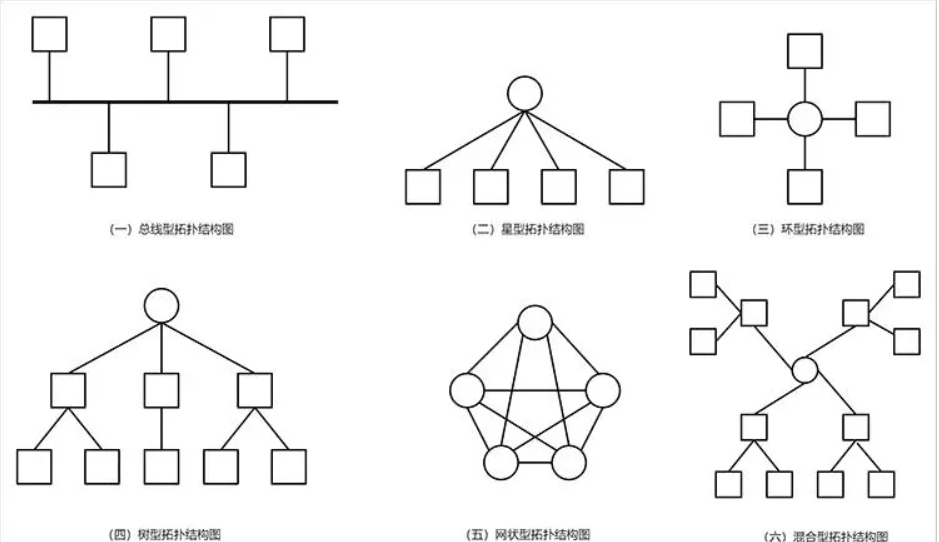 （一）总线型拓扑结构图
（二）星型拓扑结构图
（三）环型拓扑结构图
（四）树型拓扑结构图
（五）网状型拓扑结构图
（六）混合型拓扑结构图